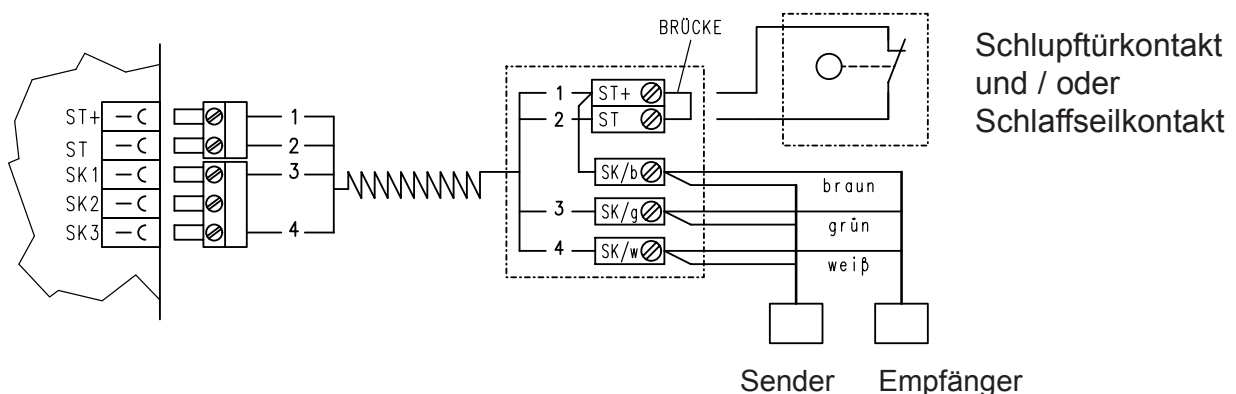 BRÜCKE
Schlupftürkontakt
und / oder
Schlaffseilkontakt
ST+
ST
SK1
SK2
SK3
1
2
3
4
1 ST+
2 ST
SK/b
3 SK/g
4 SK/w
braun
grün
weiβ
Sender Empfänger